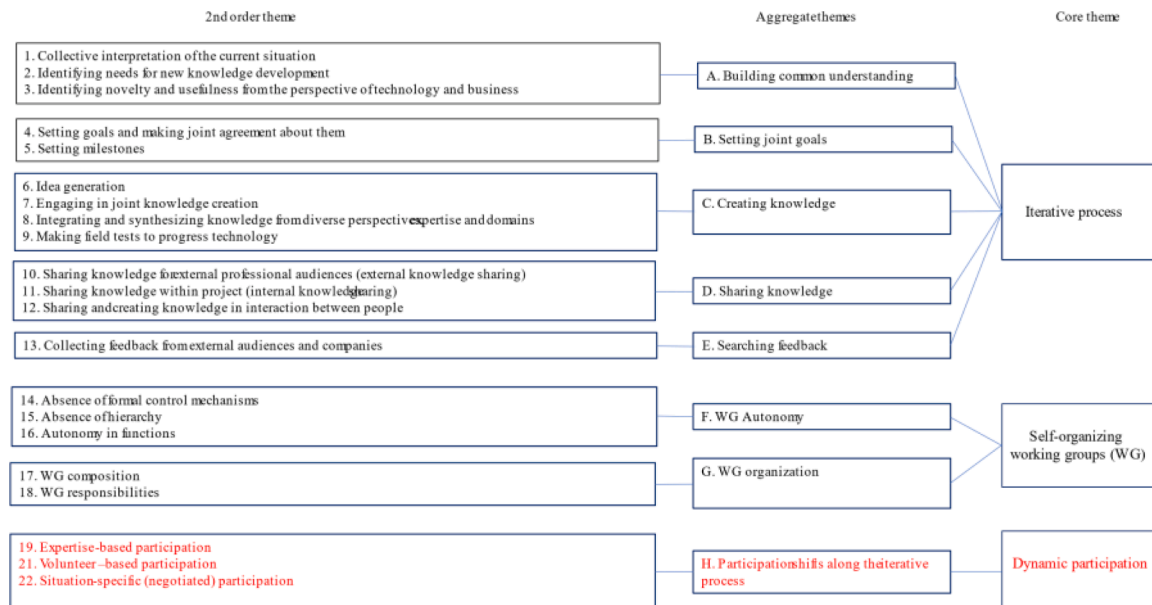 2nd order theme
Aggregate themes
Core theme
1. Collective interpretation of the current situation
2. Identifying needs for new knowledge development
3. Identifying novelty and usefulness from the perspective of technology and business
A. Building common understanding
4. Setting goals and making joint agreement about them
5. Setting milestones
B. Setting joint goals
6. Idea generation
7. Engaging in joint knowledge creation
8. Integrating and synthesizing knowledge from diverse perspectives, expertise and domains
9. Making field tests to progress technology
C. Creating knowledge
Iterative process
10. Sharing knowledge for external professional audiences (external knowledge sharing)
11. Sharing knowledge within project (internal knowledge sharing)
12. Sharing and creating knowledge in interaction between people
D. Sharing knowledge
13. Collecting feedback from external audiences and companies
E. Searching feedback
14. Absence of formal control mechanisms
15. Absence of hierarchy
16. Autonomy in functions
F. WG Autonomy
17. WG composition
18. WG responsibilities
G. WG organization
Self-organizing
working groups (WG)
19. Expertise-based participation
21. Volunteer –based participation
22. Situation-specific (negotiated) participation
H. Participation shifts along the iterative
process
Dynamic participation